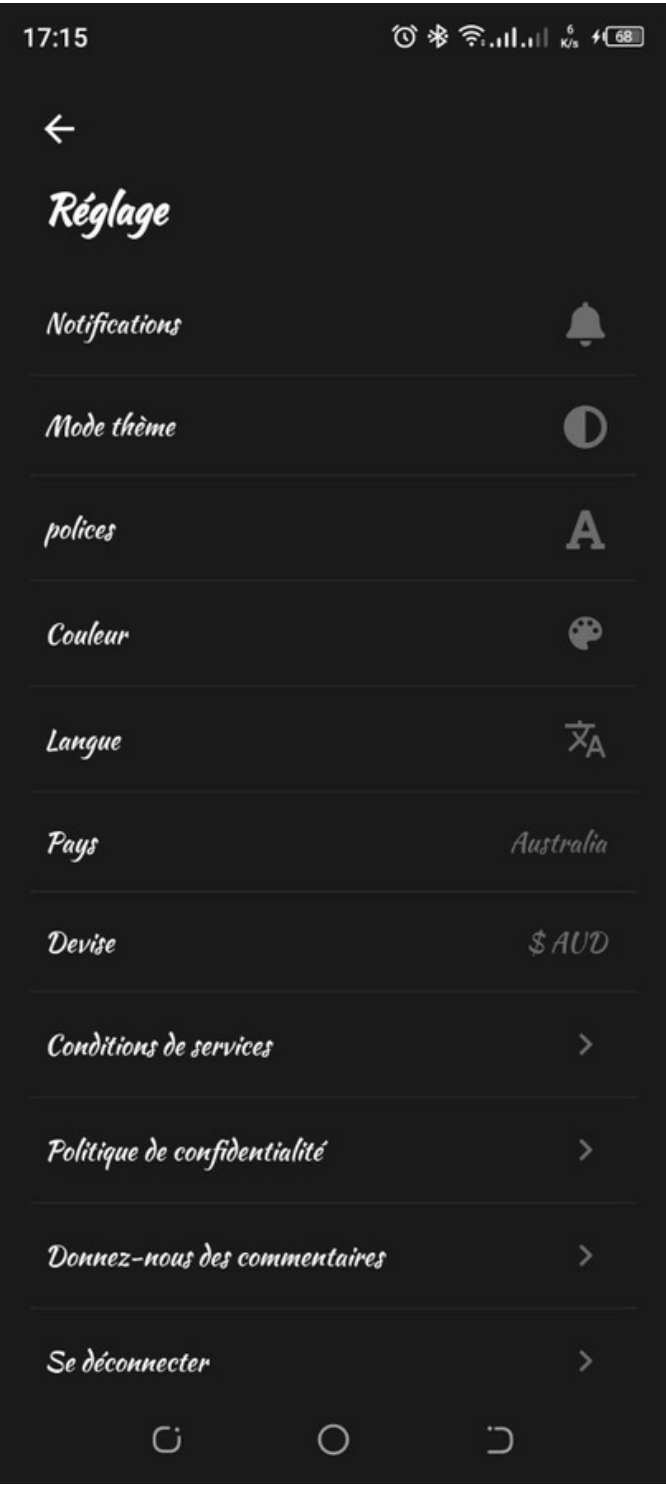 17:15
6
K/s
68
Réglage
Notifications
Mode thème
polices
Couleur
Langue
Pays
Australia
Devise
$ AUD
Conditions de services
Politique de confidentialité
Donnez-nous des commentaires
Se déconnecter